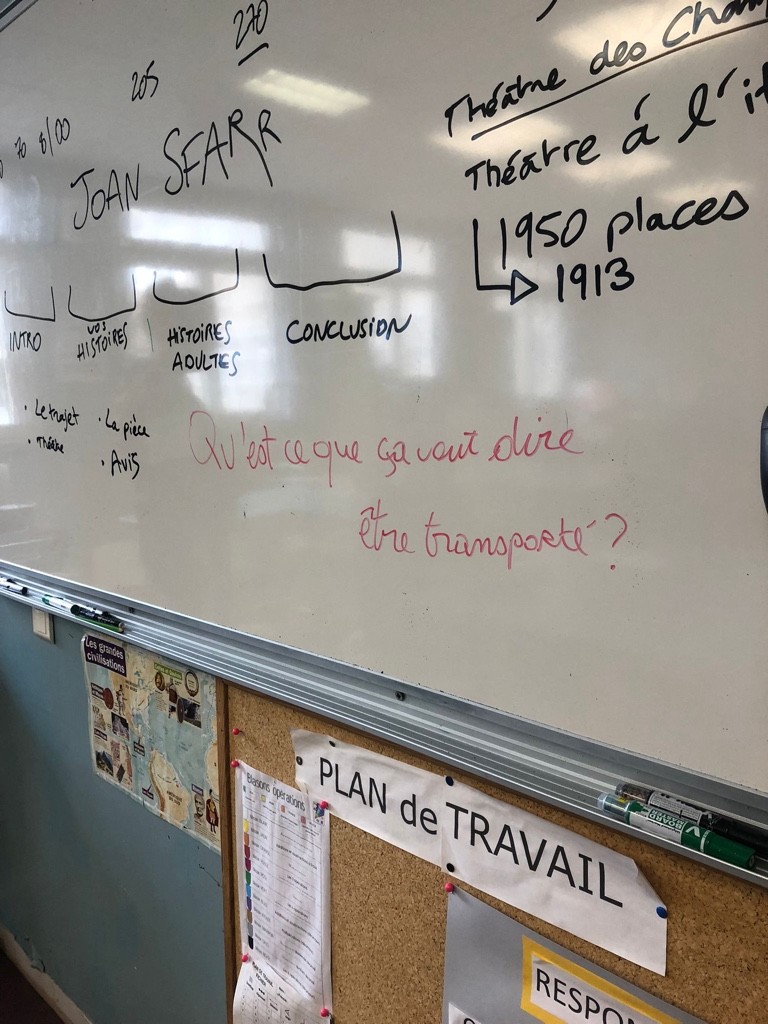 270
205
70 8/00
JOAN SFARR
INTRO
VOS
HISTOIRES
HISTOIRES
ADULTES
CONCLUSION
• Le trajet
• Théâtre
• La pièce
• Avis
Théâtre des Cham
Théâtre à l'it
1950 places
1913
Qu'est ce que ça veut dire
être transporté ?
Les grandes
civilisations
PLAN de TRAVAIL
Blasons opérations
RESPON